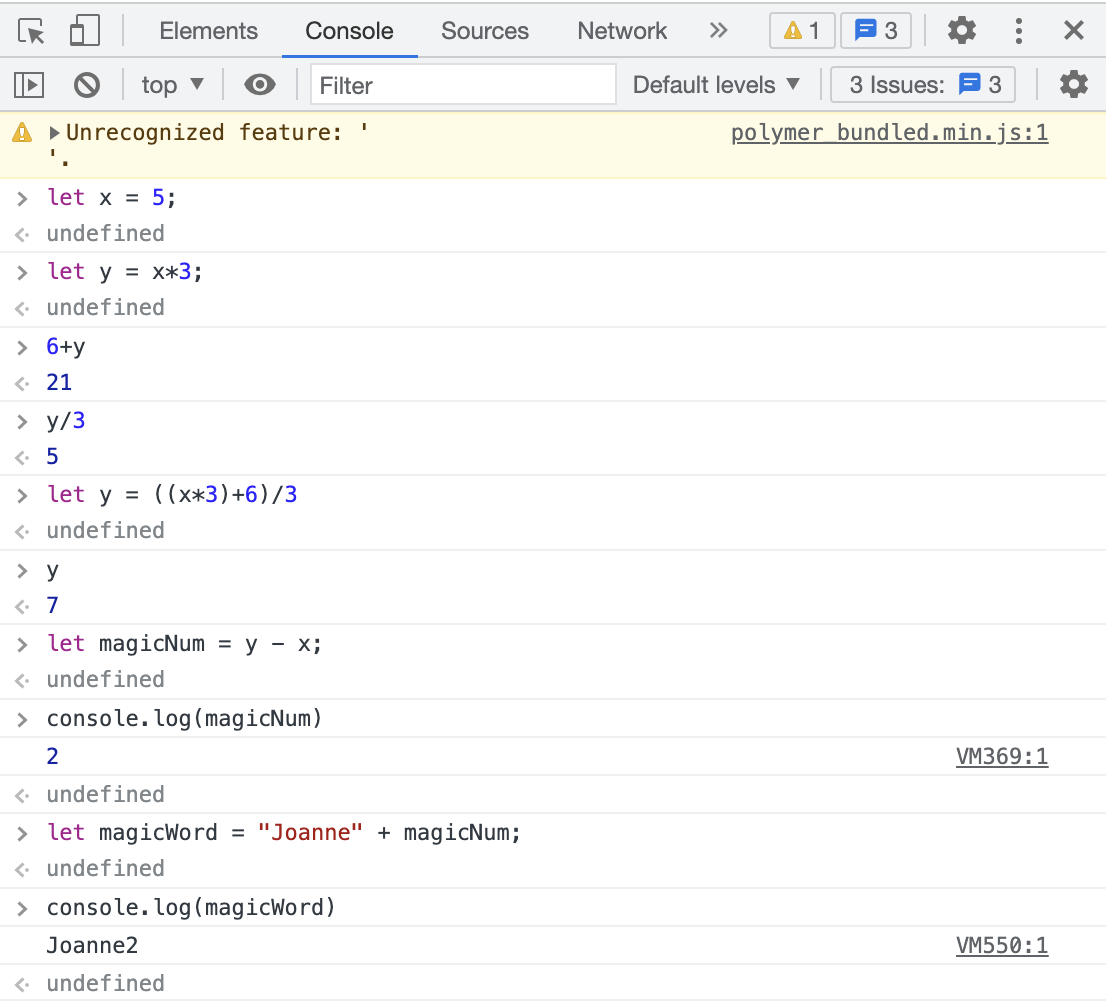 Elements Console Sources Network » 1 3
top ▼ Filter Default levels ▼ 3 Issues: 3
Unrecognized feature: ' polymer_bundled.min.js:1
'.
> let x = 5;
undefined
> let y = x*3;
undefined
> 6+y
21
> y/3
5
> let y = ((x*3)+6)/3
undefined
> y
7
> let magicNum = y - x;
undefined
> console.log(magicNum)
2 VM369:1
undefined
> let magicWord = "Joanne" + magicNum;
undefined
> console.log(magicWord)
Joanne2 VM550:1
undefined